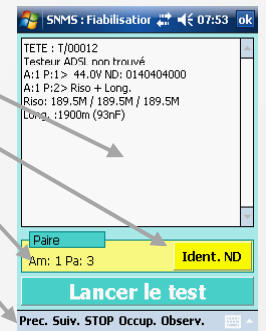 SNMS : Fiabilisation 07:53 ok
TETE : T/00012
Testeur ADSL non trouvé
A:1 P:1> 44.0V ND: 0140404000
A:1 P:2> Riso + Long.
Riso: 189.5M / 189.5M / 189.5M
Long. :1900m (93nF)
Paire
Am: 1 Pa: 3
Ident. ND
Lancer le test
Prec. Suiv. STOP Occup. Observ.